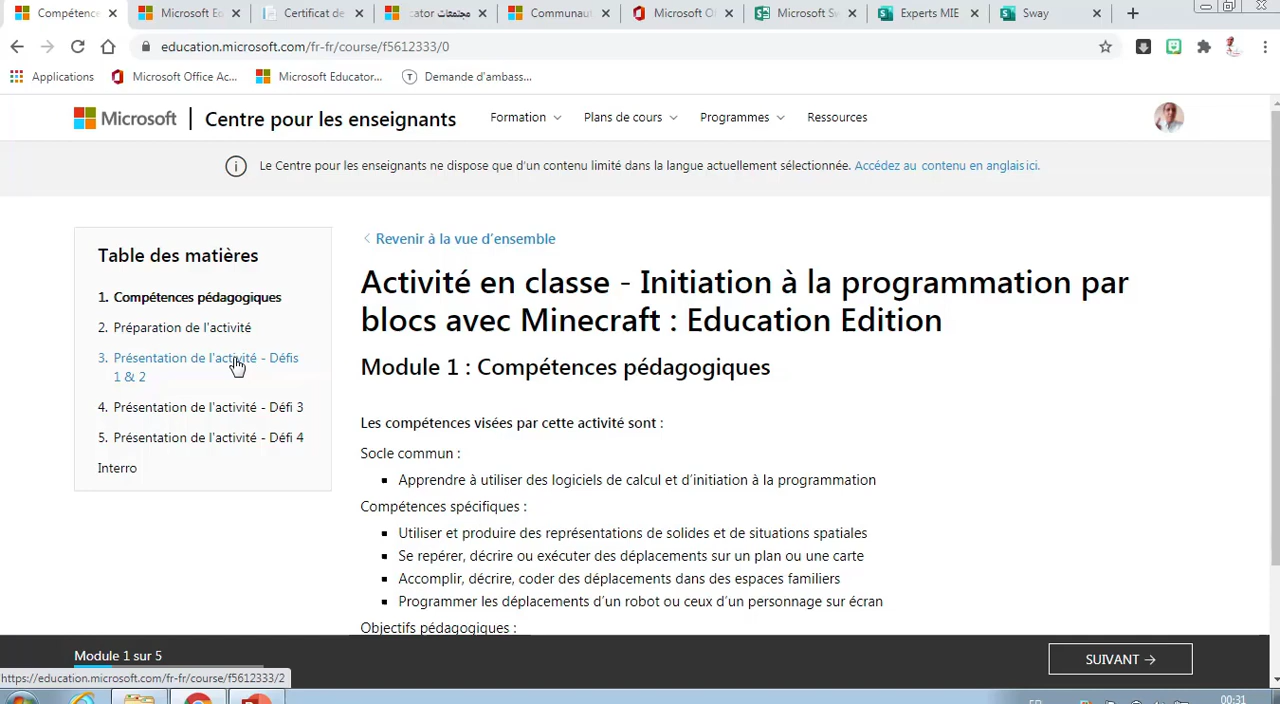 Compétence
Microsoft Ed
Certificat de
cator مجتمعات
Communaut
Microsoft O
Microsoft S
Experts MIE
Sway
education.microsoft.com/fr-fr/course/f5612333/0
Applications
Microsoft Office Ac...
Microsoft Educator...
Demande d'ambass...
Microsoft
Centre pour les enseignants
Formation
Plans de cours
Programmes
Ressources
Le Centre pour les enseignants ne dispose que d'un contenu limité dans la langue actuellement sélectionnée. Accédez au contenu en anglais ici.
Table des matières
1. Compétences pédagogiques
2. Préparation de l'activité
3. Présentation de l'activité - Défis
1 & 2
4. Présentation de l'activité - Défi 3
5. Présentation de l'activité - Défi 4
Interro
Revenir à la vue d'ensemble
Activité en classe - Initiation à la programmation par
blocs avec Minecraft : Education Edition
Module 1 : Compétences pédagogiques
Les compétences visées par cette activité sont :
Socle commun :
Apprendre à utiliser des logiciels de calcul et d'initiation à la programmation
Compétences spécifiques :
Utiliser et produire des représentations de solides et de situations spatiales
Se repérer, décrire ou exécuter des déplacements sur un plan ou une carte
Accomplir, décrire, coder des déplacements dans des espaces familiers
Programmer les déplacements d'un robot ou ceux d'un personnage sur écran
Objectifs pédagogiques :
Module 1 sur 5
SUIVANT →
https://education.microsoft.com/fr-fr/course/f5612333/2
FR
00:31